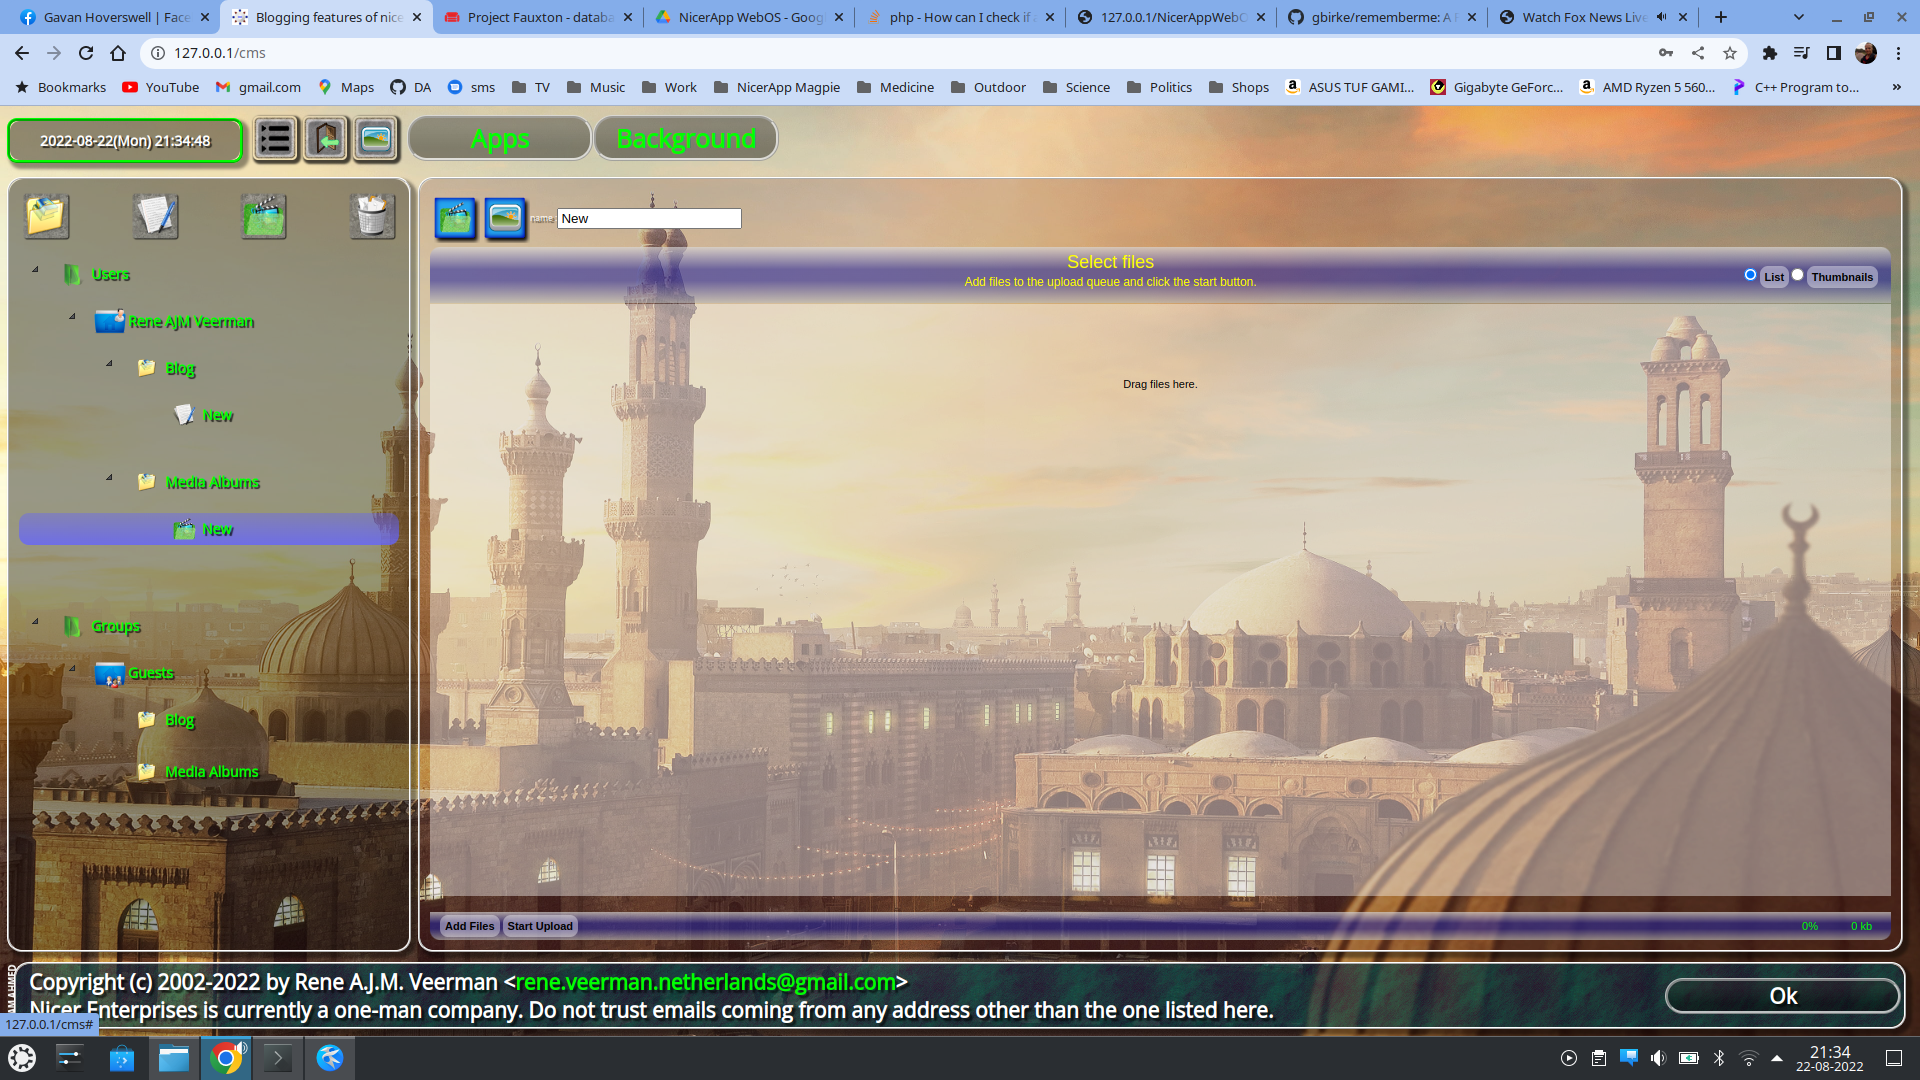 Gavan Hoverswell | Face
Blogging features of nice
Project Fauxton - databa
NicerApp WebOS - Goog
php - How can I check if
127.0.0.1/NicerAppWebO
gbirke/rememberme: A
Watch Fox News Live
127.0.0.1/cms
Bookmarks
YouTube
gmail.com
Maps
DA
sms
TV
Music
Work
NicerApp Magpie
Medicine
Outdoor
Science
Politics
Shops
ASUS TUF GAMI...
Gigabyte GeForc...
AMD Ryzen 5 560...
C++ Program to...
2022-08-22(Mon) 21:34:48
Apps
Background
Users
Rene AJM Veerman
Blog
New
Media Albums
New
Groups
Guests
Blog
Media Albums
name :
New
Select files
Add files to the upload queue and click the start button.
List
Thumbnails
Drag files here.
Add Files
Start Upload
0%
0 kb
Copyright (c) 2002-2022 by Rene A.J.M. Veerman <rene.veerman.netherlands@gmail.com>
Nicer Enterprises is currently a one-man company. Do not trust emails coming from any address other than the one listed here.
Ok
127.0.0.1/cms#
21:34
22-08-2022